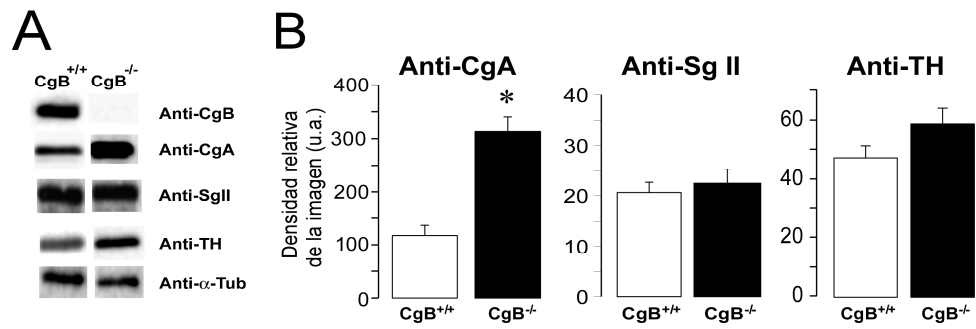 A
CgB+/+ CgB-/-
Anti-CgB
Anti-CgA
Anti-SgII
Anti-TH
Anti-α-Tub
B
Densidad relativa
de la imagen (u.a.)
Anti-CgA
400
300
200
100
0
*
CgB+/+ CgB-/-
Anti-Sg II
40
30
20
10
0
CgB+/+ CgB-/-
Anti-TH
60
40
20
0
CgB+/+ CgB-/-